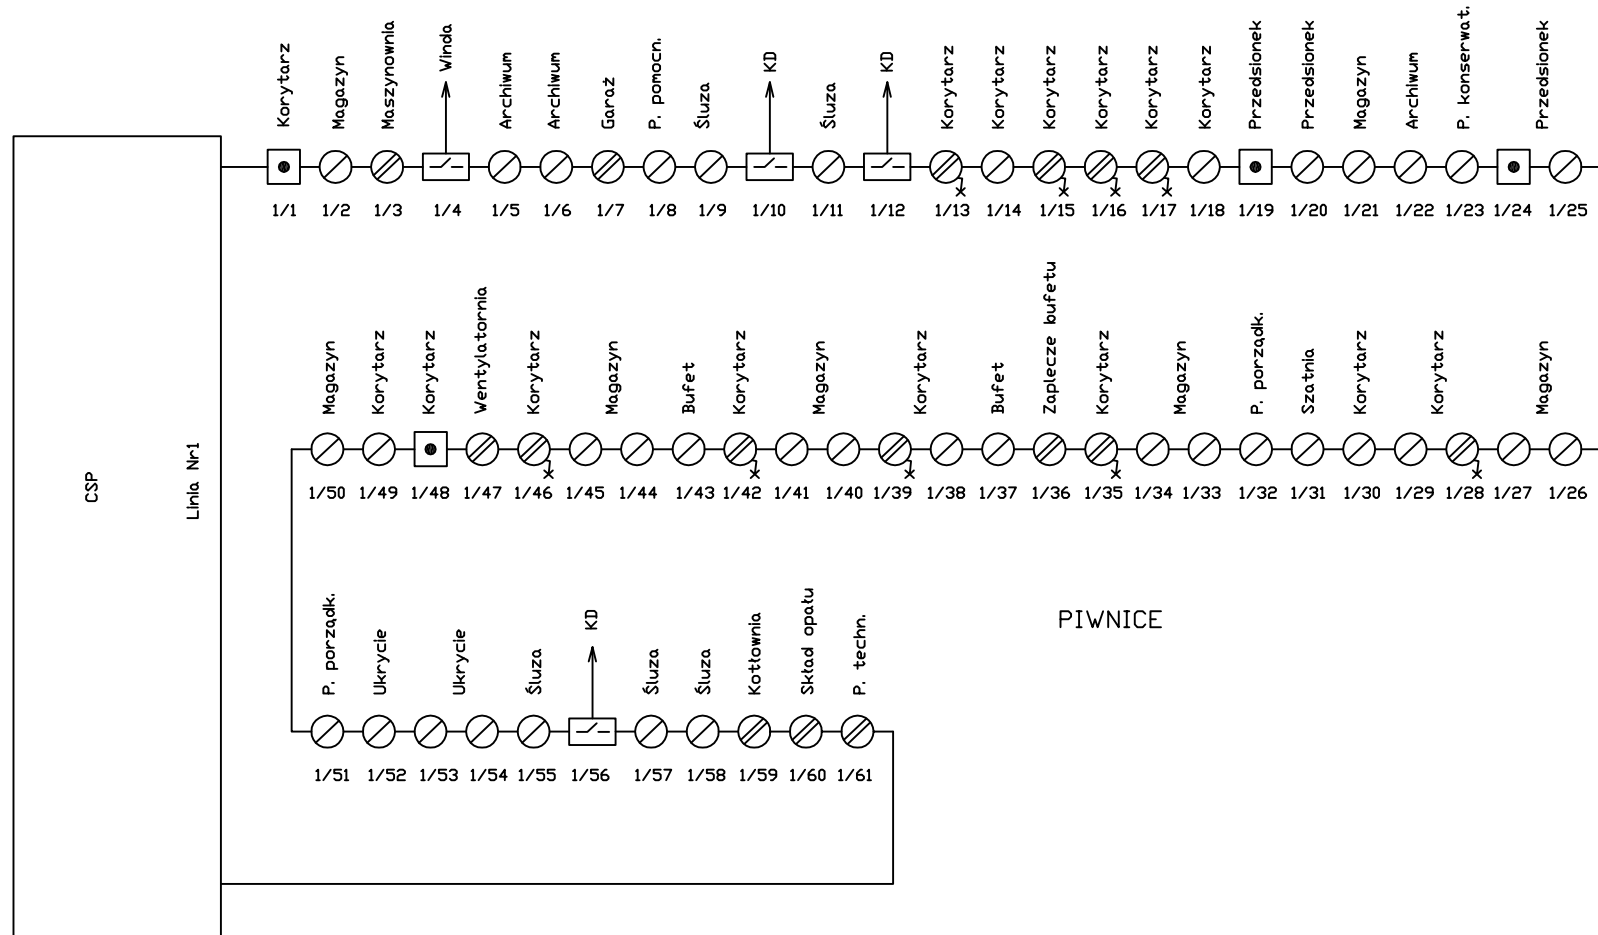 Korytarz Magazyn Maszynownia Winda Archiwum Archiwum Garaż P. pomocn. Śluza KD Śluza KD Korytarz Korytarz Korytarz Korytarz Korytarz Korytarz Przedsionek Przedsionek Magazyn Archiwum P. konserwat. Przedsionek
1/1 1/2 1/3 1/4 1/5 1/6 1/7 1/8 1/9 1/10 1/11 1/12 1/13 1/14 1/15 1/16 1/17 1/18 1/19 1/20 1/21 1/22 1/23 1/24 1/25
Magazyn Korytarz Korytarz Wentylatornia Korytarz Magazyn Bufet Korytarz Magazyn Korytarz Bufet Zaplecze bufetu Korytarz Magazyn P. porządk. Szatnia Korytarz Korytarz Magazyn
CSP
Linia Nr1
1/50 1/49 1/48 1/47 1/46 1/45 1/44 1/43 1/42 1/41 1/40 1/39 1/38 1/37 1/36 1/35 1/34 1/33 1/32 1/31 1/30 1/29 1/28 1/27 1/26
P. porządk. Ukrycie Ukrycie Śluza KD Śluza Śluza Kotłownia Skład opału P. techn.
PIWNICE
1/51 1/52 1/53 1/54 1/55 1/56 1/57 1/58 1/59 1/60 1/61